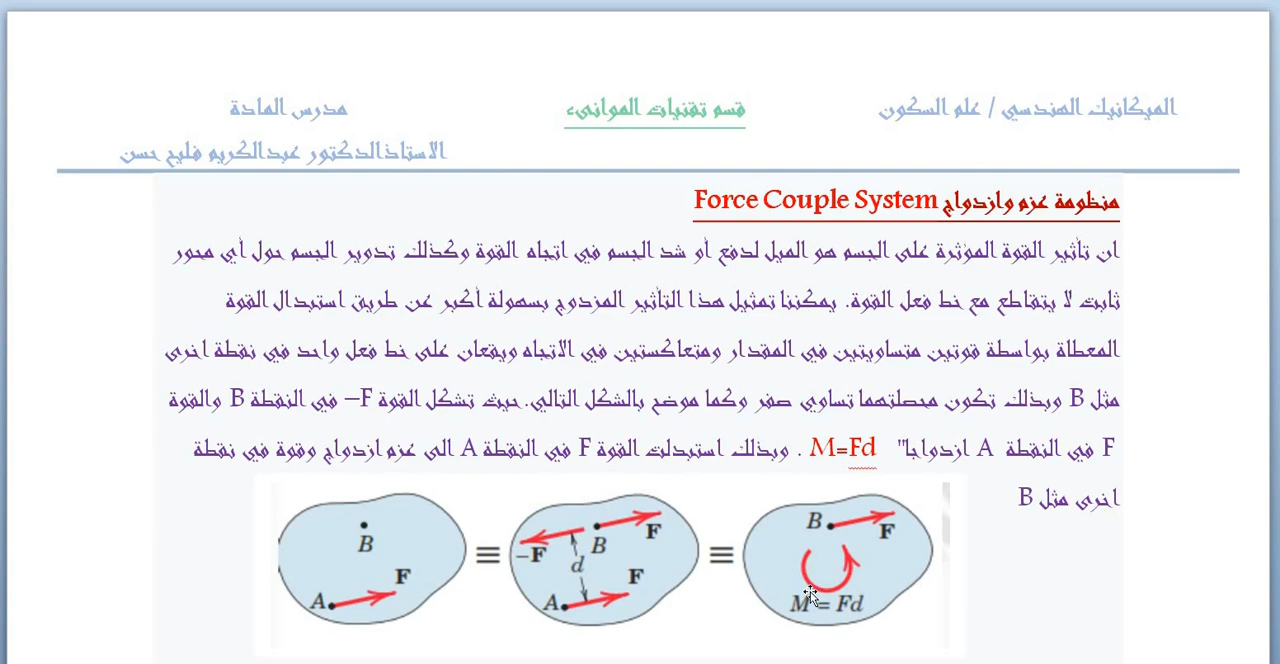 الميكانيك الهندسي / علم السكون قسم تقنيات الموانىء مدرس المادة
الاستاذالدكتور عبدالكريم فليح حسن
منظومة عزم وازدواج Force Couple System
ان تأثير القوة الموثرة على الجسم هو الميل لدفع أو شد الجسم في اتجاه القوة وكذلك تدوير الجسم حول أي محور
ثابت لا يتقاطع مع خط فعل القوة. يمكننا تمثيل هذا التأثير المزدوج بسهولة أكبر عن طريق استبدال القوة
المعطاة بواسطة قوتين متساويتين في المقدار ومتعاكستين في الاتجاه ويقعان على خط فعل واحد في نقطة اخرى
مثل B وبذلك تكون محصلتهما تساوي صفر وكما موضح بالشكل التالي.حيث تشكل القوة F– في النقطة B والقوة
F في النقطة A ازدواجا" M=Fd . وبذلك استبدلت القوة F في النقطة A الى عزم ازدواج وقوة في نقطة
اخرى مثل B
B
F
A
≡
–F
B
F
d
F
A
≡
B
F
M = Fd